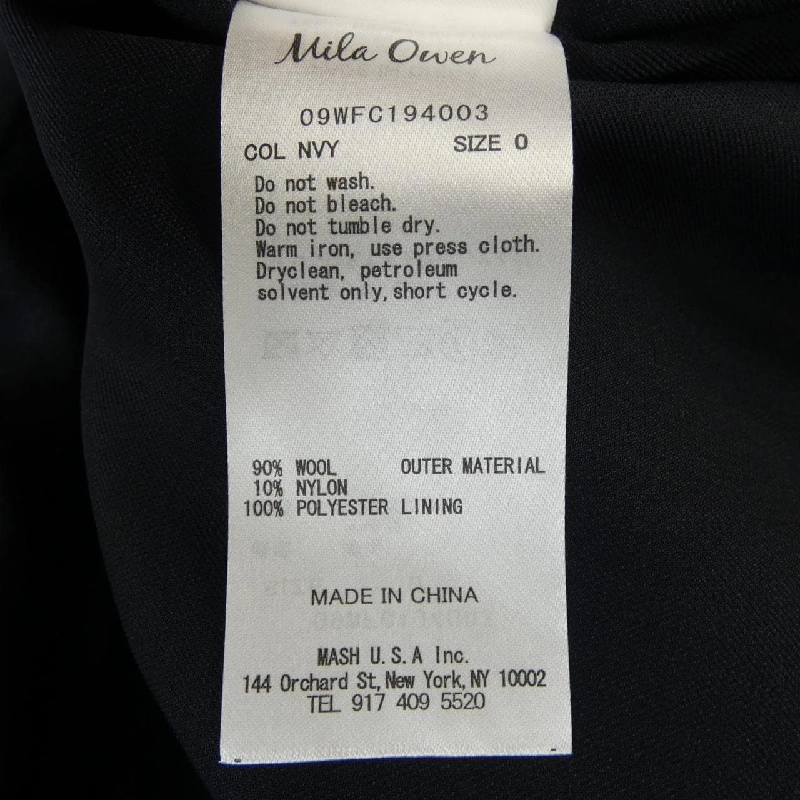 Mila Owen
09WFC194003
COL NVY SIZE 0
Do not wash.
Do not bleach.
Do not tumble dry.
Warm iron, use press cloth.
Dryclean, petroleum
solvent only, short cycle.
90% WOOL OUTER MATERIAL
10% NYLON
100% POLYESTER LINING
MADE IN CHINA
MASH U.S.A Inc.
144 Orchard St, New York, NY 10002
TEL 917 409 5520